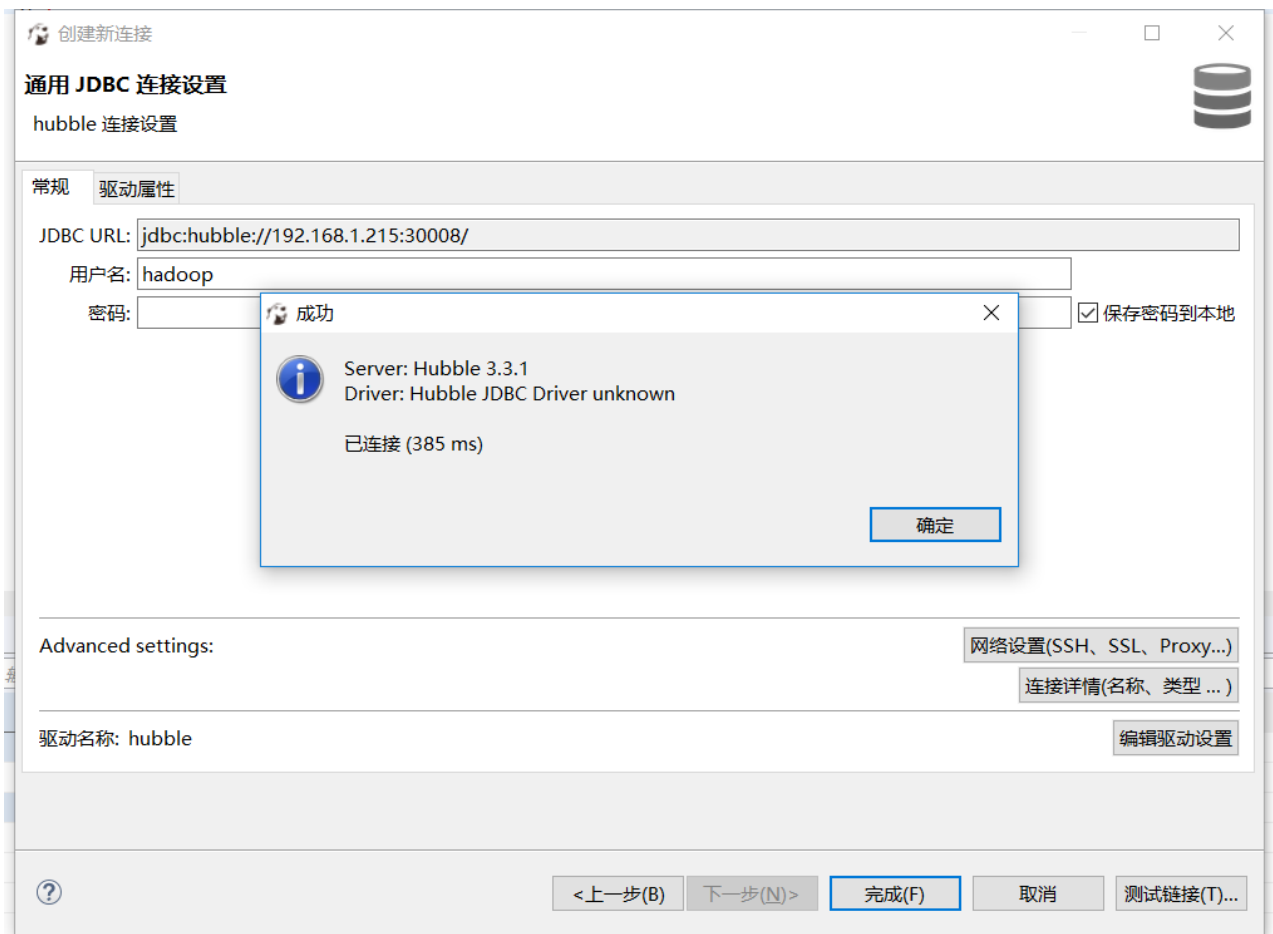 创建新连接
通用 JDBC 连接设置
hubble 连接设置
常规 驱动属性
JDBC URL: jdbc:hubble://192.168.1.215:30008/
用户名: hadoop
密码: 保存密码到本地
成功
Server: Hubble 3.3.1
Driver: Hubble JDBC Driver unknown
已连接 (385 ms)
确定
Advanced settings:
网络设置(SSH、SSL、Proxy...)
连接详情(名称、类型 ... )
驱动名称: hubble 编辑驱动设置
<上一步(B) 下一步(N)> 完成(F) 取消 测试链接(T)...